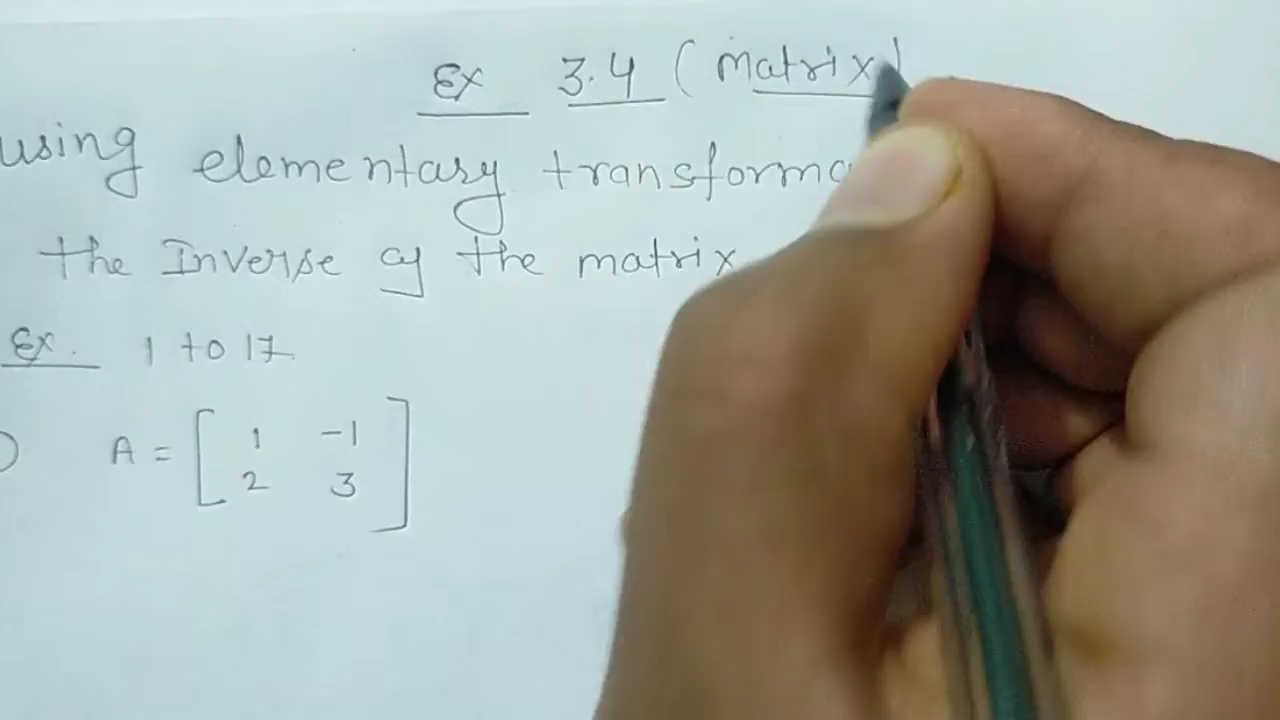 Ex 3.4 (Matrix)
using elementary transforma
the Inverse of the matrix
Ex. 1 to 17
A = [ 1 -1
2 3 ]